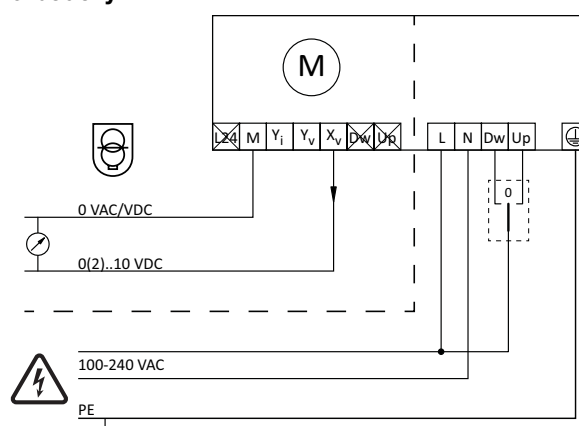 M
L24 M Yi Yv Xv Dw Up L N Dw Up
0
0 VAC/VDC
0(2)..10 VDC
100-240 VAC
PE